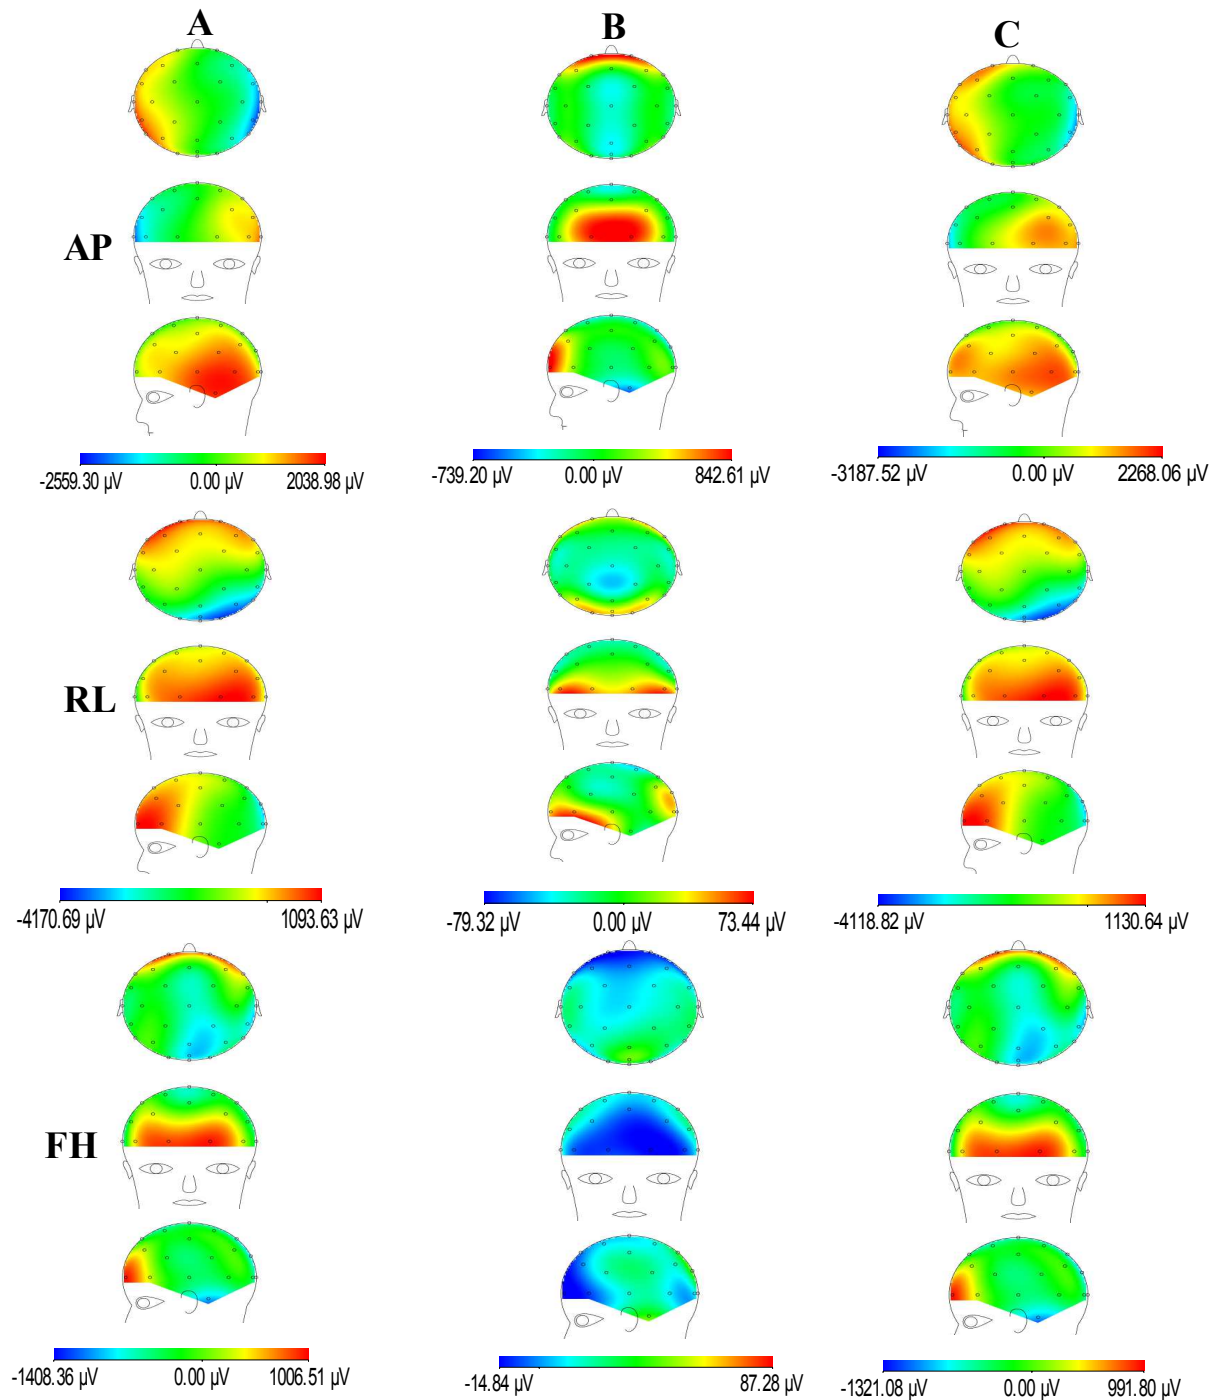 A B C
AP
-2559.30 µV 0.00 µV 2038.98 µV
-739.20 µV 0.00 µV 842.61 µV
-3187.52 µV 0.00 µV 2268.06 µV
RL
-4170.69 µV 1093.63 µV
-79.32 µV 0.00 µV 73.44 µV
-4118.82 µV 1130.64 µV
FH
-1408.36 µV 0.00 µV 1006.51 µV
-14.84 µV 87.28 µV
-1321.08 µV 0.00 µV 991.80 µV